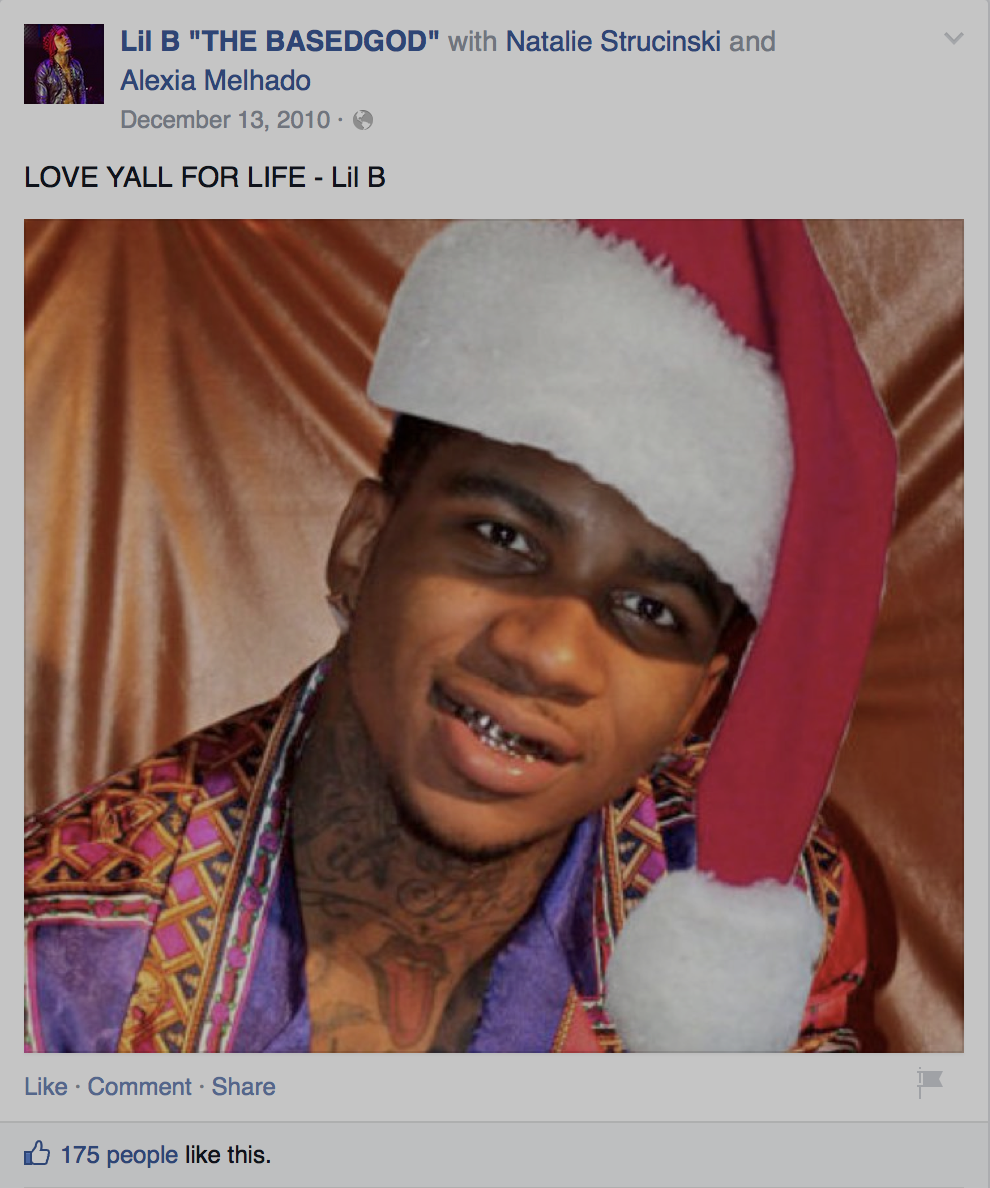 Lil B "THE BASEDGOD" with Natalie Strucinski and
Alexia Melhado
December 13, 2010 ·
LOVE YALL FOR LIFE - Lil B
Like · Comment · Share
175 people like this.